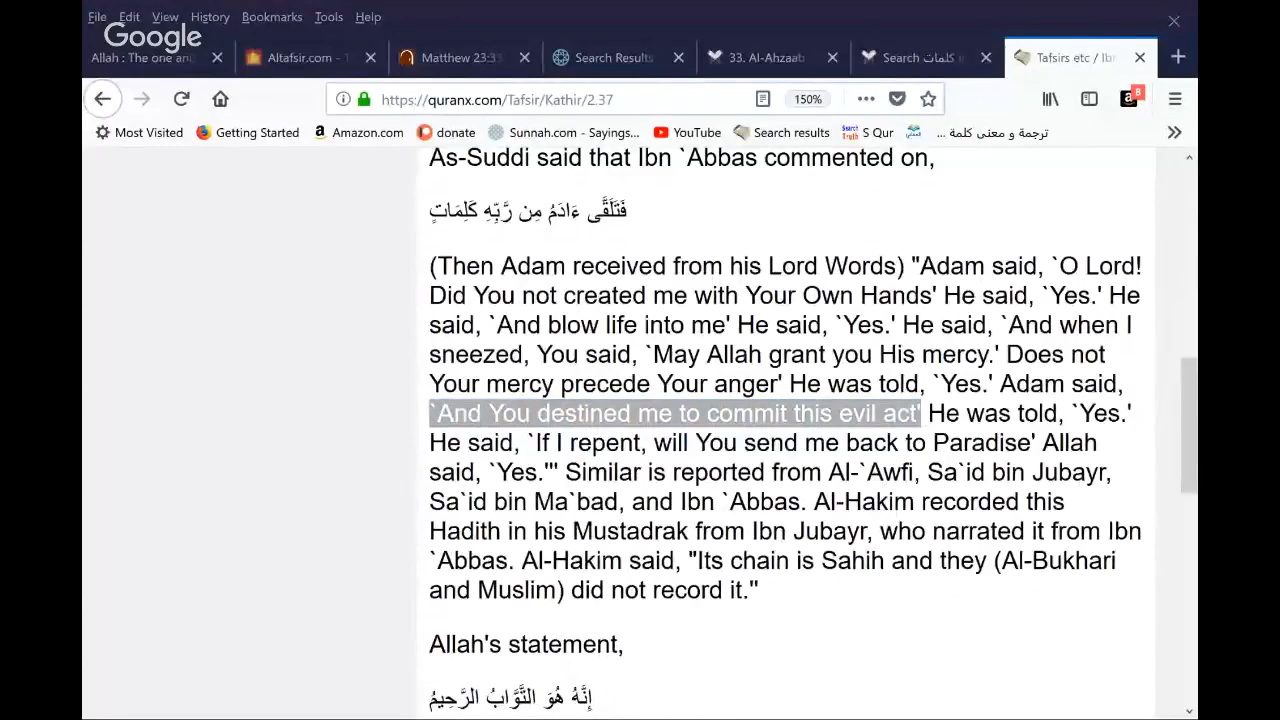 File Edit View History Bookmarks Tools Help
Google
Allah : The one an Altafsir.com - T Matthew 23:3 Search Results 33. Al-Ahzaab Search كلمات Tafsirs etc / Ib
https://quranx.com/Tafsir/Kathir/2.37 150% 8
Most Visited Getting Started Amazon.com donate Sunnah.com - Sayings... YouTube Search results S Qur ترجمة و معنى كلمة ...
As-Suddi said that Ibn `Abbas commented on,
فَتَلَقَّى ءَادَمُ مِن رَّبِّهِ كَلِمَاتٍ
(Then Adam received from his Lord Words) "Adam said, `O Lord!
Did You not created me with Your Own Hands' He said, `Yes.' He
said, `And blow life into me' He said, `Yes.' He said, `And when I
sneezed, You said, `May Allah grant you His mercy.' Does not
Your mercy precede Your anger' He was told, `Yes.' Adam said,
`And You destined me to commit this evil act' He was told, `Yes.'
He said, `If I repent, will You send me back to Paradise' Allah
said, `Yes.''' Similar is reported from Al-`Awfi, Sa`id bin Jubayr,
Sa`id bin Ma`bad, and Ibn `Abbas. Al-Hakim recorded this
Hadith in his Mustadrak from Ibn Jubayr, who narrated it from Ibn
`Abbas. Al-Hakim said, "Its chain is Sahih and they (Al-Bukhari
and Muslim) did not record it.''
Allah's statement,
إِنَّهُ هُوَ التَّوَّابُ الرَّحِيمُ